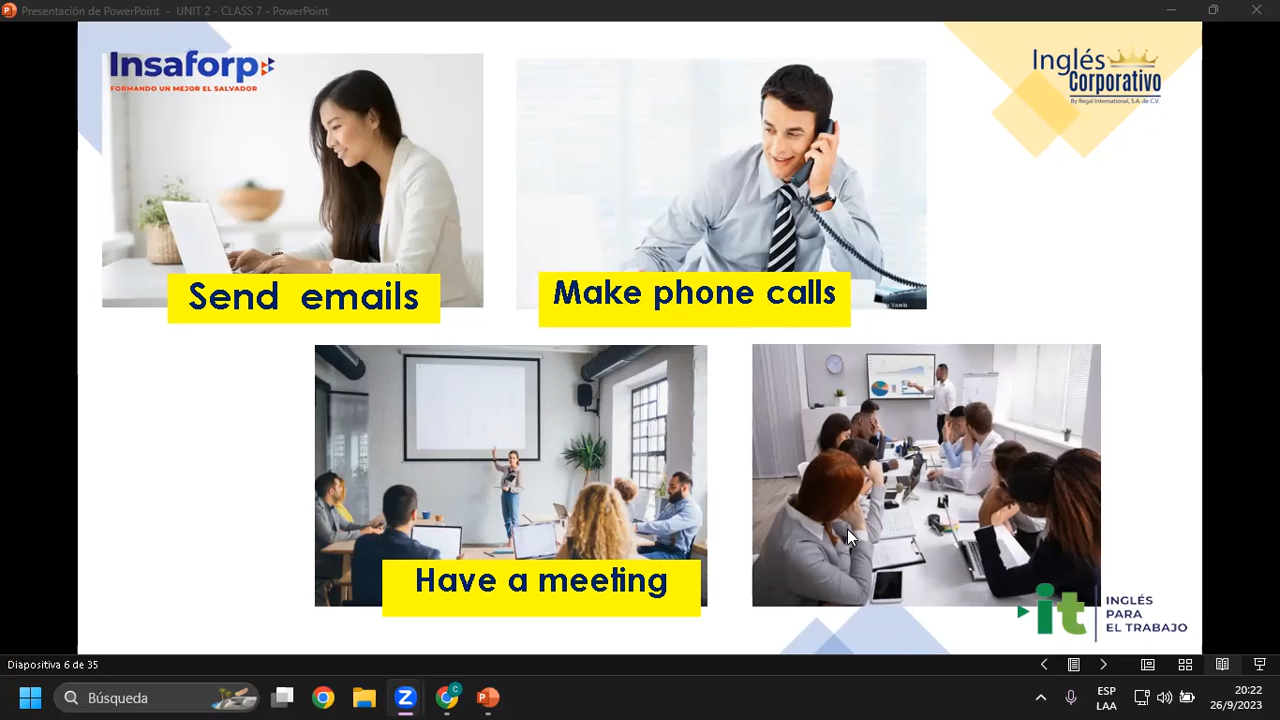 Presentación de PowerPoint - UNIT 2 - CLASS 7 - PowerPoint
Insaforp
FORMANDO UN MEJOR EL SALVADOR
Inglés
Corporativo
By Regal International, S.A. de C.V.
Send emails
Make phone calls
Have a meeting
it
INGLÉS
PARA
EL TRABAJO
Diapositiva 6 de 35
Búsqueda
ESP
LAA
20:22
26/9/2023